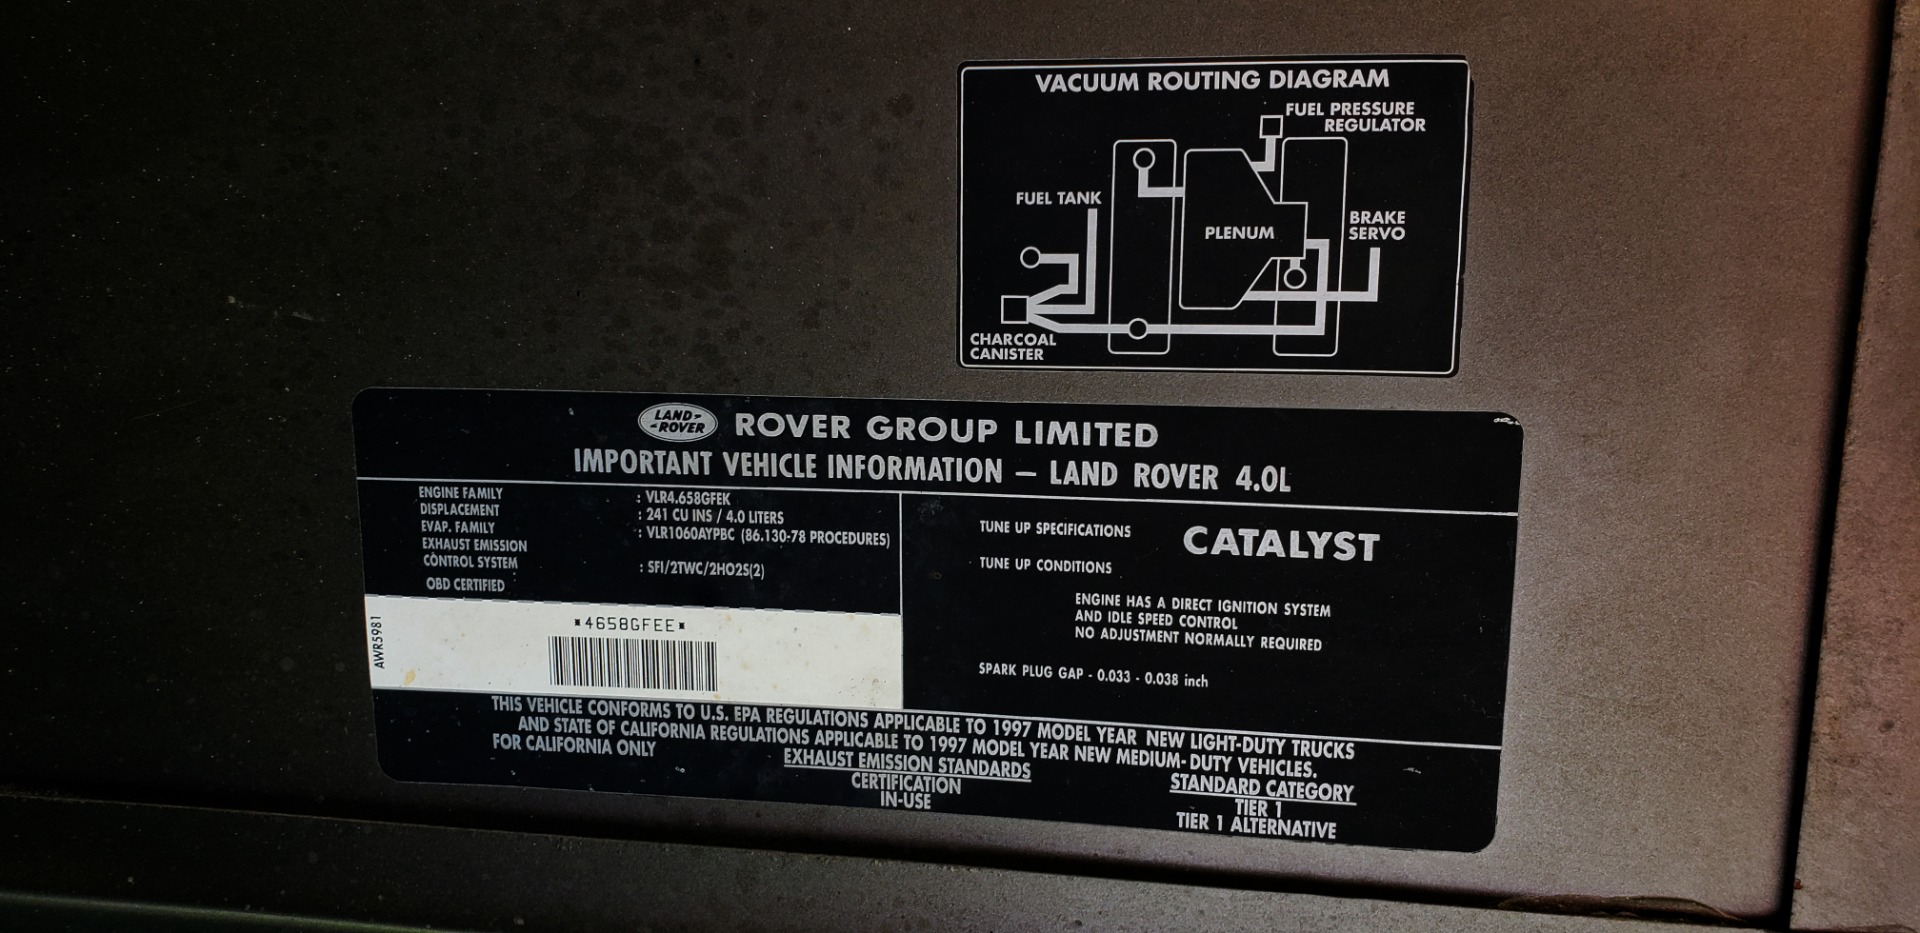 VACUUM ROUTING DIAGRAM
FUEL PRESSURE
REGULATOR
FUEL TANK
PLENUM
BRAKE
SERVO
CHARCOAL
CANISTER
LAND-
-ROVER
ROVER GROUP LIMITED
IMPORTANT VEHICLE INFORMATION – LAND ROVER 4.0L
ENGINE FAMILY : VLR4.658GFEK
DISPLACEMENT : 241 CU INS / 4.0 LITERS
EVAP. FAMILY : VLR1060AYPBC (86.130-78 PROCEDURES)
EXHAUST EMISSION
CONTROL SYSTEM : SFI/2TWC/2HO2S(2)
OBD CERTIFIED
AWR5981
*4658GFEE*
TUNE UP SPECIFICATIONS CATALYST
TUNE UP CONDITIONS
ENGINE HAS A DIRECT IGNITION SYSTEM
AND IDLE SPEED CONTROL
NO ADJUSTMENT NORMALLY REQUIRED
SPARK PLUG GAP - 0.033 - 0.038 inch
THIS VEHICLE CONFORMS TO U.S. EPA REGULATIONS APPLICABLE TO 1997 MODEL YEAR NEW LIGHT-DUTY TRUCKS
AND STATE OF CALIFORNIA REGULATIONS APPLICABLE TO 1997 MODEL YEAR NEW MEDIUM-DUTY VEHICLES.
FOR CALIFORNIA ONLY EXHAUST EMISSION STANDARDS STANDARD CATEGORY
CERTIFICATION TIER 1
IN-USE TIER 1 ALTERNATIVE